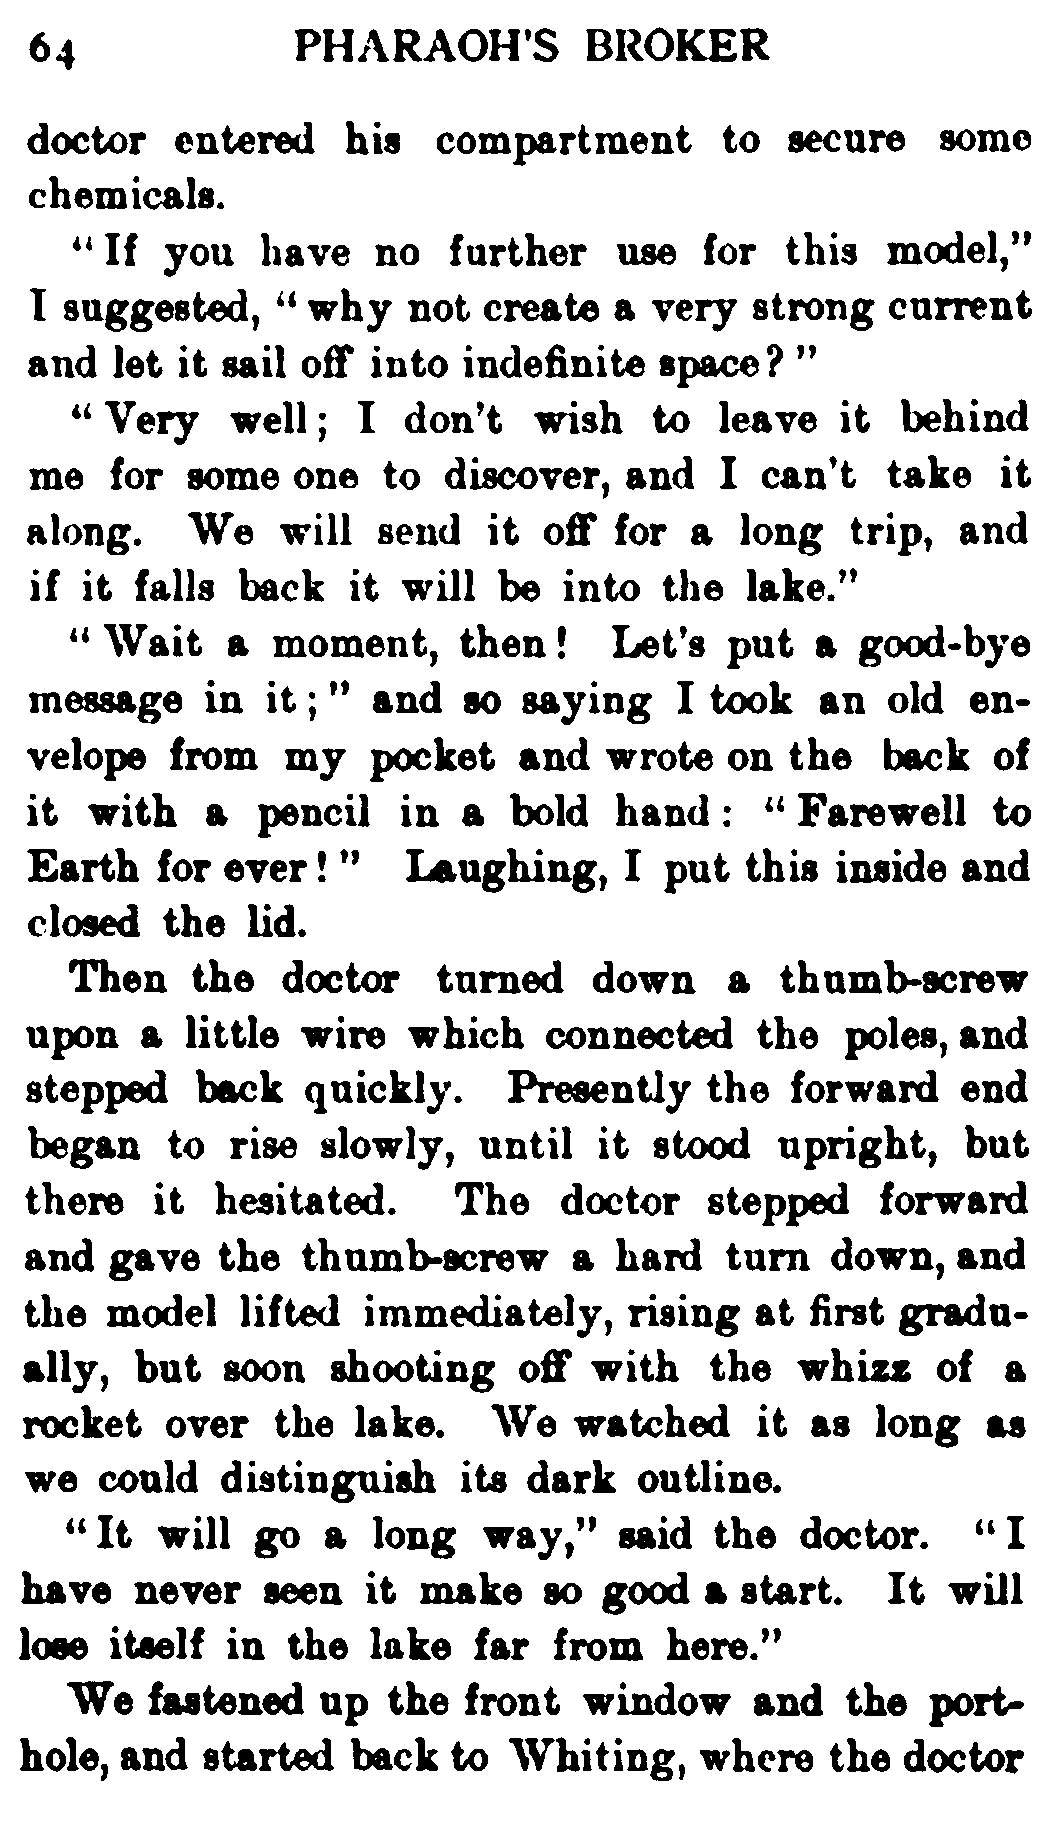 64 PHARAOH'S BROKER
doctor entered his compartment to secure some
chemicals.
"If you have no further use for this model,"
I suggested, "why not create a very strong current
and let it sail off into indefinite space?"
"Very well; I don't wish to leave it behind
me for some one to discover, and I can't take it
along. We will send it off for a long trip, and
if it falls back it will be into the lake."
"Wait a moment, then! Let's put a good-bye
message in it;" and so saying I took an old en-
velope from my pocket and wrote on the back of
it with a pencil in a bold hand: "Farewell to
Earth for ever!" Laughing, I put this inside and
closed the lid.
Then the doctor turned down a thumb-screw
upon a little wire which connected the poles, and
stepped back quickly. Presently the forward end
began to rise slowly, until it stood upright, but
there it hesitated. The doctor stepped forward
and gave the thumb-screw a hard turn down, and
the model lifted immediately, rising at first gradu-
ally, but soon shooting off with the whizz of a
rocket over the lake. We watched it as long as
we could distinguish its dark outline.
"It will go a long way," said the doctor. "I
have never seen it make so good a start. It will
lose itself in the lake far from here."
We fastened up the front window and the port-
hole, and started back to Whiting, where the doctor